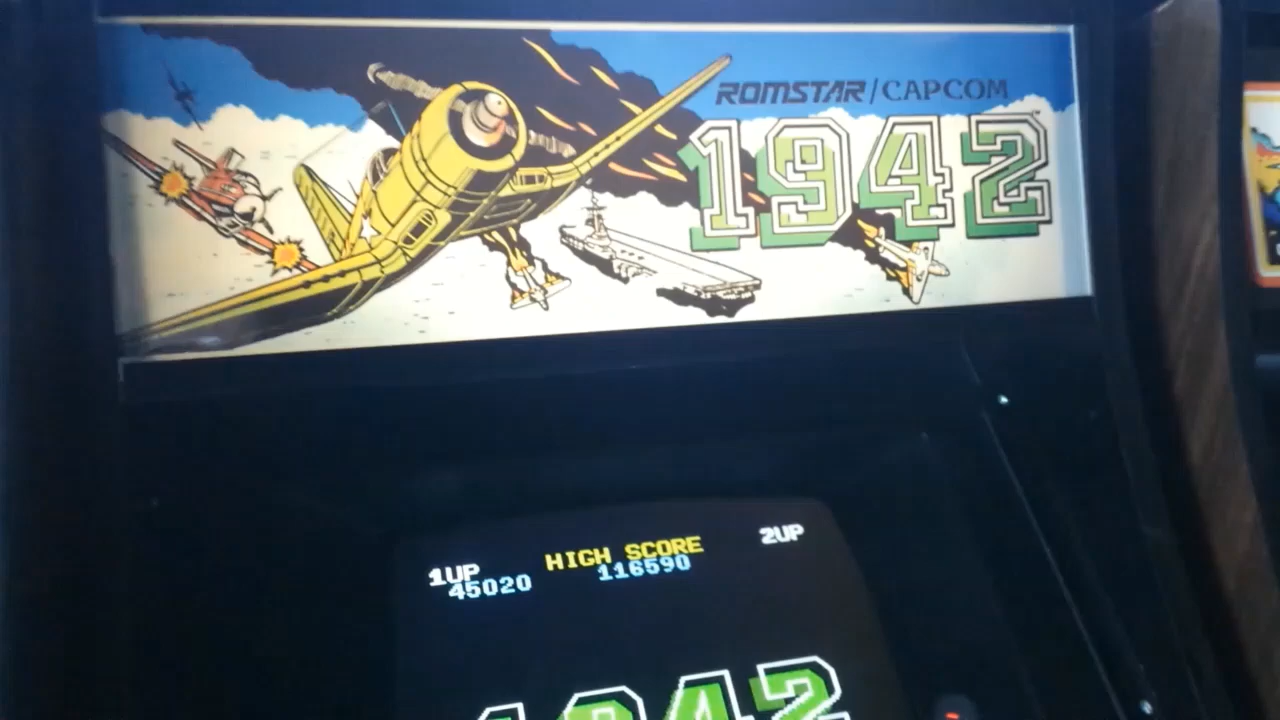 ROMSTAR/CAPCOM
1942
1UP HIGH SCORE 2UP
45020 116590
1942